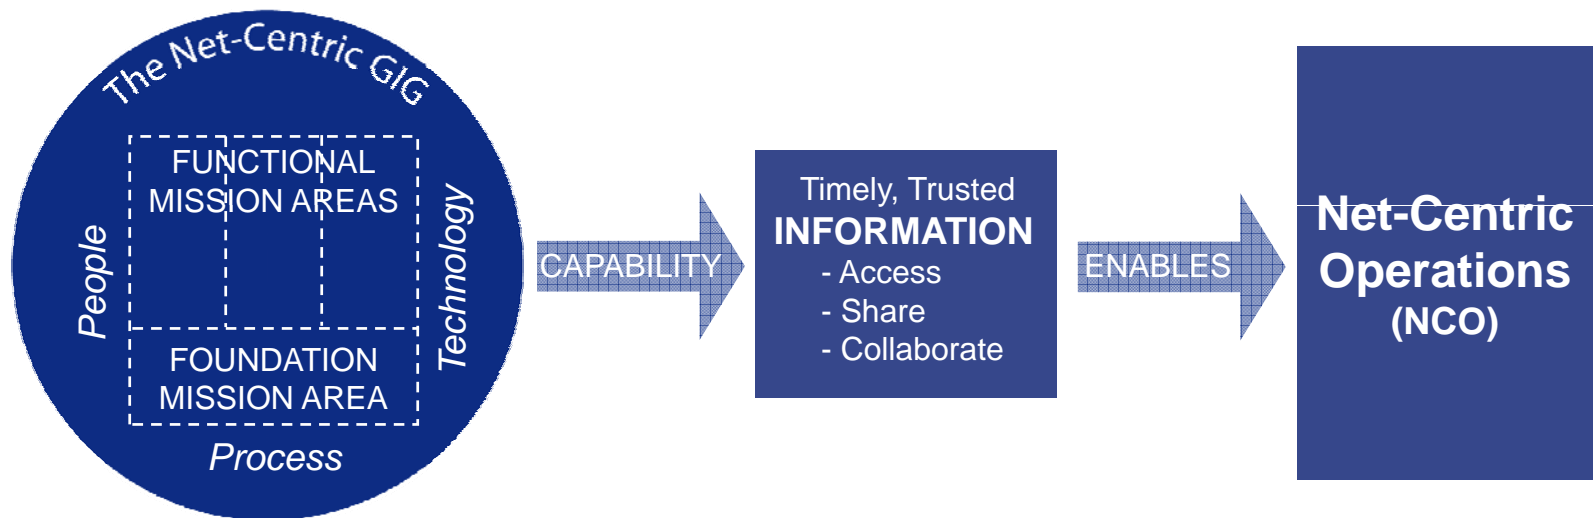 The Net-Centric GIG
FUNCTIONAL
MISSION AREAS
People
Technology
FOUNDATION
MISSION AREA
Process
CAPABILITY
Timely, Trusted
INFORMATION
- Access
- Share
- Collaborate
ENABLES
Net-Centric
Operations
(NCO)